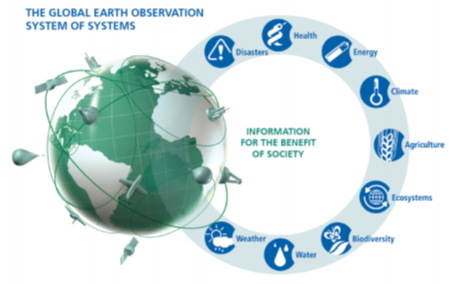 THE GLOBAL EARTH OBSERVATION
SYSTEM OF SYSTEMS
Disasters
Health
Energy
Climate
Agriculture
Ecosystems
Biodiversity
Water
Weather
INFORMATION
FOR THE BENEFIT
OF SOCIETY